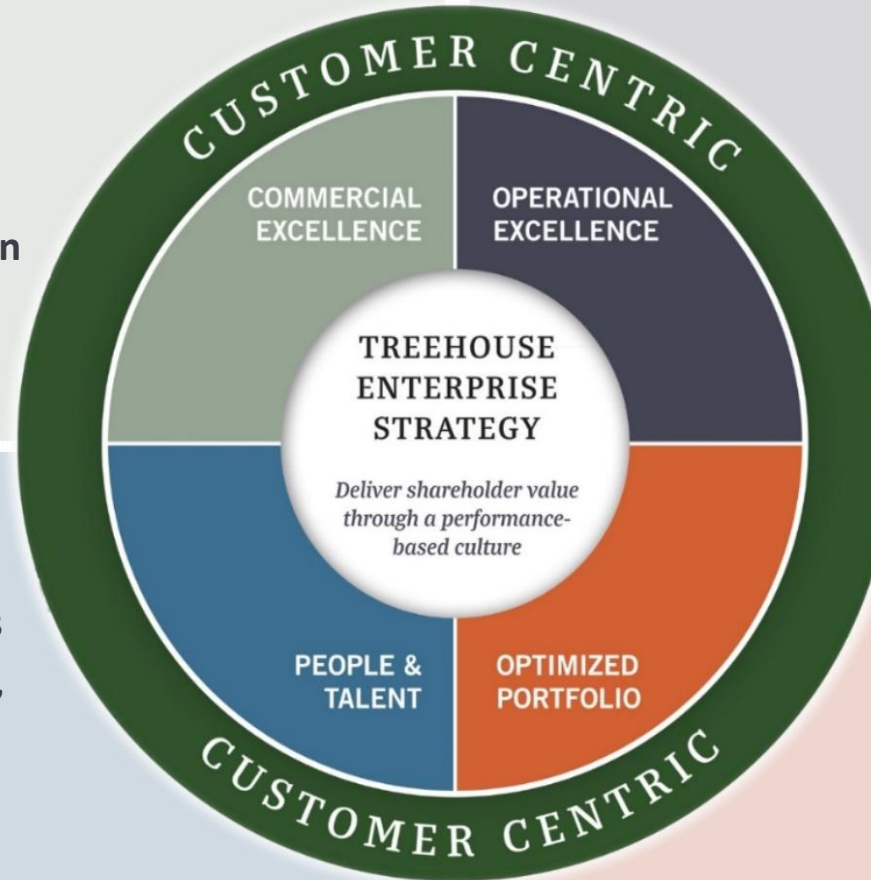 CUSTOMER CENTRIC
COMMERCIAL
EXCELLENCE
OPERATIONAL
EXCELLENCE
TREEHOUSE
ENTERPRISE
STRATEGY
Deliver shareholder value
through a performance-
based culture
PEOPLE &
TALENT
OPTIMIZED
PORTFOLIO
CUSTOMER CENTRIC